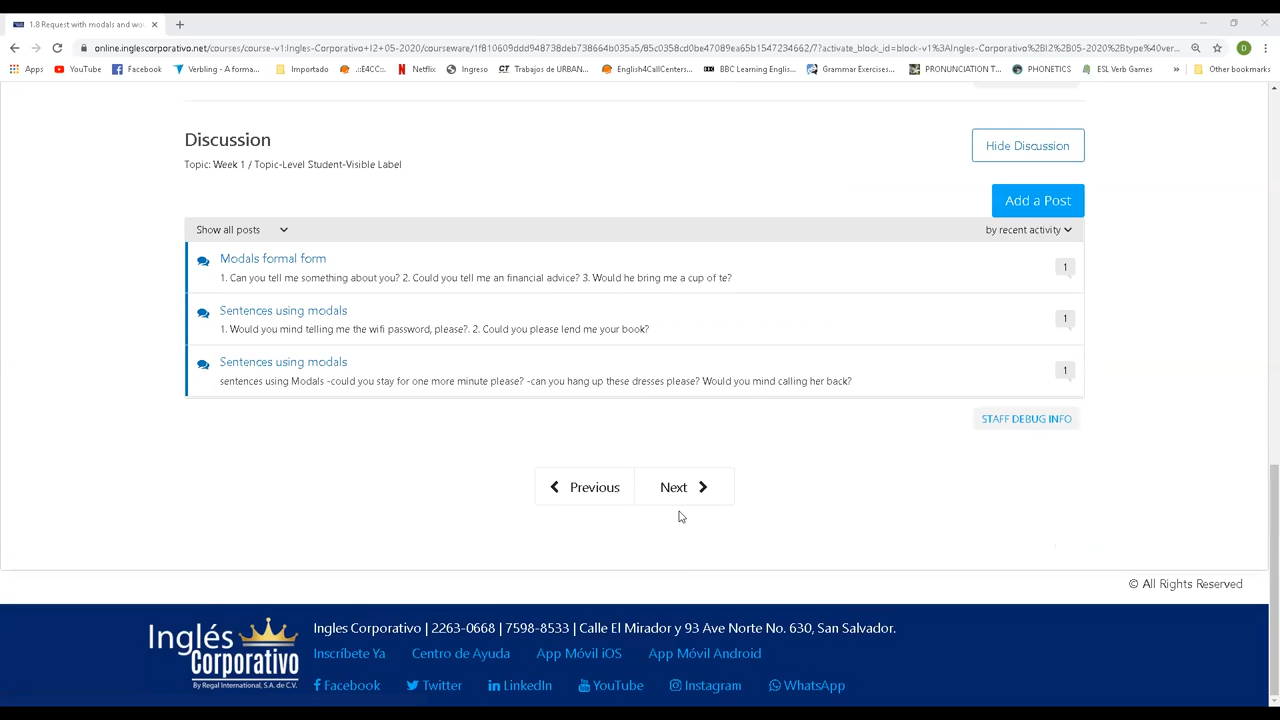 1.8 Request with modals and wou
online.inglescorporativo.net/courses/course-v1:Ingles-Corporativo+I2+05-2020/courseware/1f810609ddd948738deb738664b035a5/85c0358cd0be47089ea65b1547234662/7?activate_block_id=block-v1%3AIngles-Corporativo%2BI2%2B05-2020%2Btype%40ver...
Apps YouTube Facebook Verbling - A forma... Importado .::E4CC::. Netflix Ingreso Trabajos de URBAN... English4CallCenters... BBC Learning Englis... Grammar Exercises... PRONUNCIATION T... PHONETICS ESL Verb Games » Other bookmarks
Discussion
Hide Discussion
Topic: Week 1 / Topic-Level Student-Visible Label
Add a Post
Show all posts by recent activity
Modals formal form
1. Can you tell me something about you? 2. Could you tell me an financial advice? 3. Would he bring me a cup of te?
1
Sentences using modals
1. Would you mind telling me the wifi password, please?. 2. Could you please lend me your book?
1
Sentences using modals
sentences using Modals -could you stay for one more minute please? -can you hang up these dresses please? Would you mind calling her back?
1
STAFF DEBUG INFO
Previous Next
© All Rights Reserved
Inglés Corporativo
By Regal International, S.A. de C.V.
Ingles Corporativo | 2263-0668 | 7598-8533 | Calle El Mirador y 93 Ave Norte No. 630, San Salvador.
Inscríbete Ya Centro de Ayuda App Móvil iOS App Móvil Android
Facebook Twitter LinkedIn YouTube Instagram WhatsApp